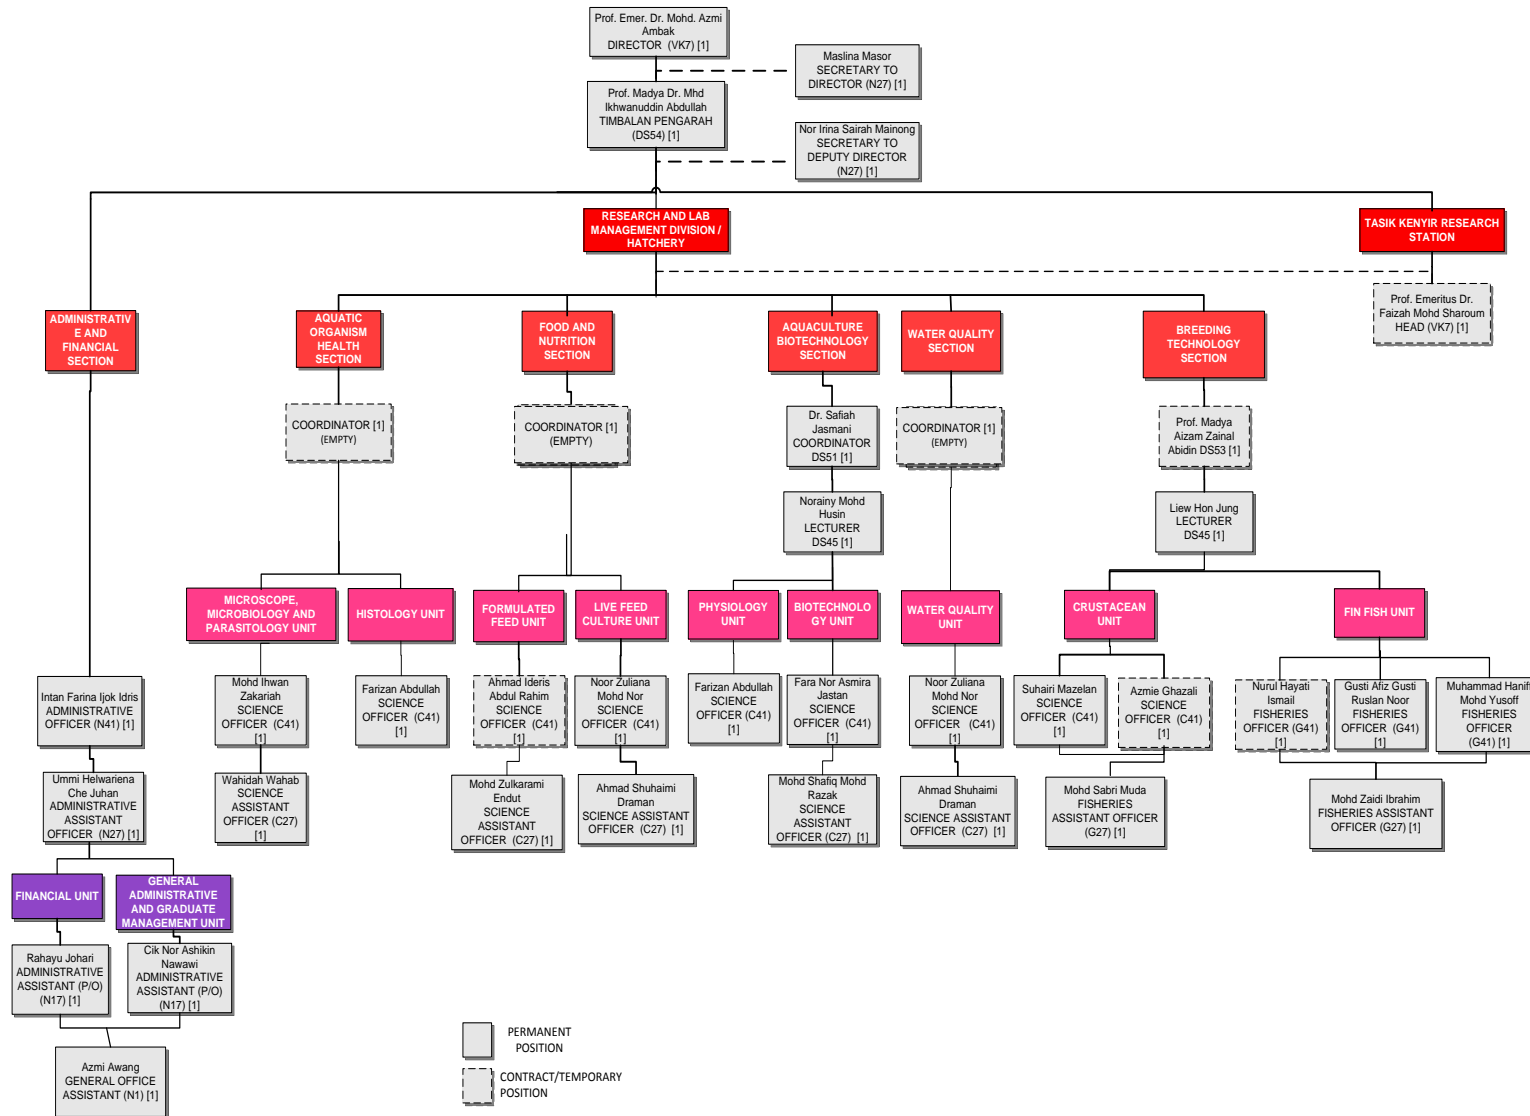 Prof. Emer. Dr. Mohd. Azmi
Ambak
DIRECTOR (VK7) [1]
Maslina Masor
SECRETARY TO
DIRECTOR (N27) [1]
Prof. Madya Dr. Mhd
Ikhwanuddin Abdullah
TIMBALAN PENGARAH
(DS54) [1]
Nor Irina Sairah Mainong
SECRETARY TO
DEPUTY DIRECTOR
(N27) [1]
RESEARCH AND LAB
MANAGEMENT DIVISION /
HATCHERY
TASIK KENYIR RESEARCH
STATION
Prof. Emeritus Dr.
Faizah Mohd Sharoum
HEAD (VK7) [1]
ADMINISTRATIV
E AND
FINANCIAL
SECTION
AQUATIC
ORGANISM
HEALTH
SECTION
FOOD AND
NUTRITION
SECTION
AQUACULTURE
BIOTECHNOLOGY
SECTION
WATER QUALITY
SECTION
BREEDING
TECHNOLOGY
SECTION
COORDINATOR [1]
(EMPTY)
COORDINATOR [1]
(EMPTY)
Dr. Safiah
Jasmani
COORDINATOR
DS51 [1]
COORDINATOR [1]
(EMPTY)
Prof. Madya
Aizam Zainal
Abidin DS53 [1]
Norainy Mohd
Husin
LECTURER
DS45 [1]
Liew Hon Jung
LECTURER
DS45 [1]
MICROSCOPE,
MICROBIOLOGY AND
PARASITOLOGY UNIT
HISTOLOGY UNIT
FORMULATED
FEED UNIT
LIVE FEED
CULTURE UNIT
PHYSIOLOGY
UNIT
BIOTECHNOLO
GY UNIT
WATER QUALITY
UNIT
CRUSTACEAN
UNIT
FIN FISH UNIT
Intan Farina Ijok Idris
ADMINISTRATIVE
OFFICER (N41) [1]
Mohd Ihwan
Zakariah
SCIENCE
OFFICER (C41)
[1]
Farizan Abdullah
SCIENCE
OFFICER (C41)
[1]
Ahmad Ideris
Abdul Rahim
SCIENCE
OFFICER (C41)
[1]
Noor Zuliana
Mohd Nor
SCIENCE
OFFICER (C41)
[1]
Farizan Abdullah
SCIENCE
OFFICER (C41)
[1]
Fara Nor Asmira
Jastan
SCIENCE
OFFICER (C41)
[1]
Noor Zuliana
Mohd Nor
SCIENCE
OFFICER (C41)
[1]
Suhairi Mazelan
SCIENCE
OFFICER (C41)
[1]
Azmie Ghazali
SCIENCE
OFFICER (C41)
[1]
Nurul Hayati
Ismail
FISHERIES
OFFICER (G41)
[1]
Gusti Afiz Gusti
Ruslan Noor
FISHERIES
OFFICER (G41)
[1]
Muhammad Haniff
Mohd Yusoff
FISHERIES
OFFICER
(G41) [1]
Ummi Helwariena
Che Juhan
ADMINISTRATIVE
ASSISTANT
OFFICER (N27) [1]
Wahidah Wahab
SCIENCE
ASSISTANT
OFFICER (C27)
[1]
Mohd Zulkarami
Endut
SCIENCE
ASSISTANT
OFFICER (C27) [1]
Ahmad Shuhaimi
Draman
SCIENCE ASSISTANT
OFFICER (C27) [1]
Mohd Shafiq Mohd
Razak
SCIENCE
ASSISTANT
OFFICER (C27) [1]
Ahmad Shuhaimi
Draman
SCIENCE ASSISTANT
OFFICER (C27) [1]
Mohd Sabri Muda
FISHERIES
ASSISTANT OFFICER
(G27) [1]
Mohd Zaidi Ibrahim
FISHERIES ASSISTANT
OFFICER (G27) [1]
FINANCIAL UNIT
GENERAL
ADMINISTRATIVE
AND GRADUATE
MANAGEMENT UNIT
Rahayu Johari
ADMINISTRATIVE
ASSISTANT (P/O)
(N17) [1]
Cik Nor Ashikin
Nawawi
ADMINISTRATIVE
ASSISTANT (P/O)
(N17) [1]
Azmi Awang
GENERAL OFFICE
ASSISTANT (N1) [1]
PERMANENT
POSITION
CONTRACT/TEMPORARY
POSITION